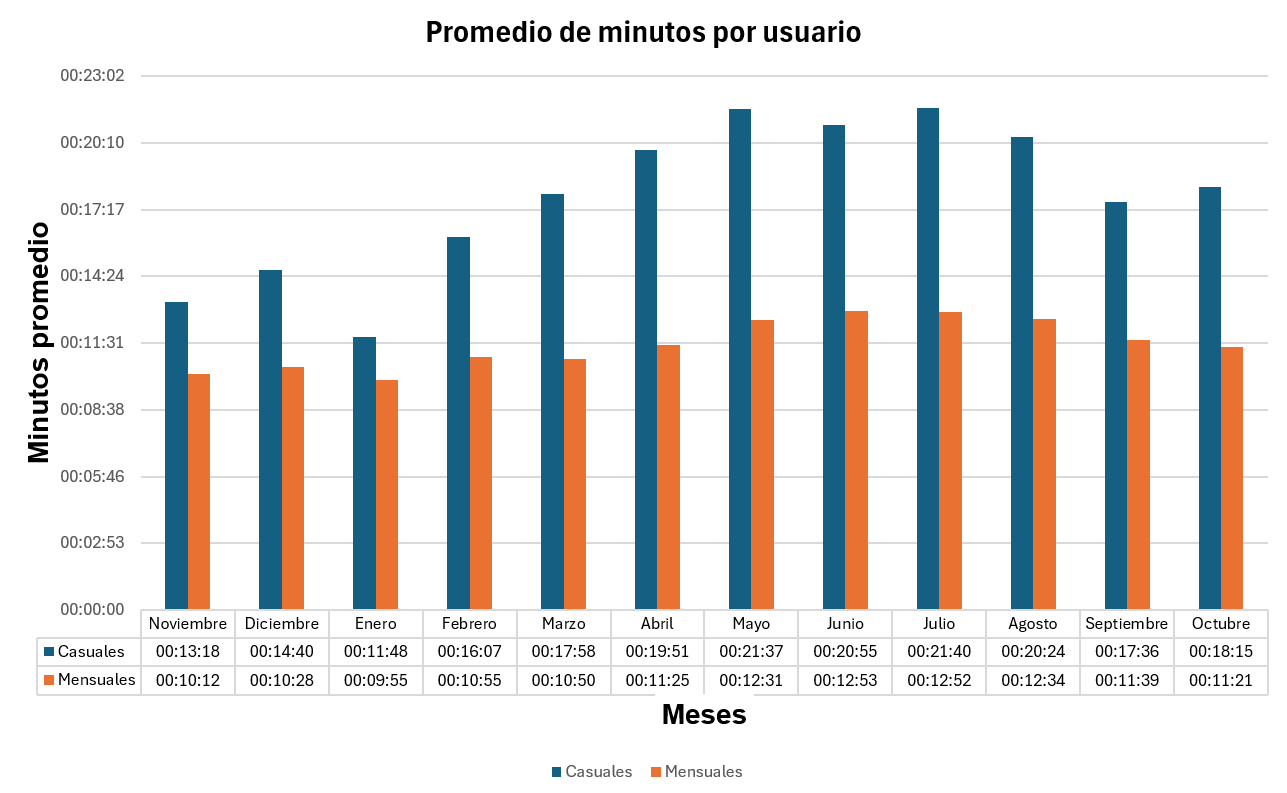 Promedio de minutos por usuario
Minutos promedio
00:23:02
00:20:10
00:17:17
00:14:24
00:11:31
00:08:38
00:05:46
00:02:53
00:00:00
Noviembre Diciembre Enero Febrero Marzo Abril Mayo Junio Julio Agosto Septiembre Octubre
Casuales 00:13:18 00:14:40 00:11:48 00:16:07 00:17:58 00:19:51 00:21:37 00:20:55 00:21:40 00:20:24 00:17:36 00:18:15
Mensuales 00:10:12 00:10:28 00:09:55 00:10:55 00:10:50 00:11:25 00:12:31 00:12:53 00:12:52 00:12:34 00:11:39 00:11:21
Meses
Casuales Mensuales